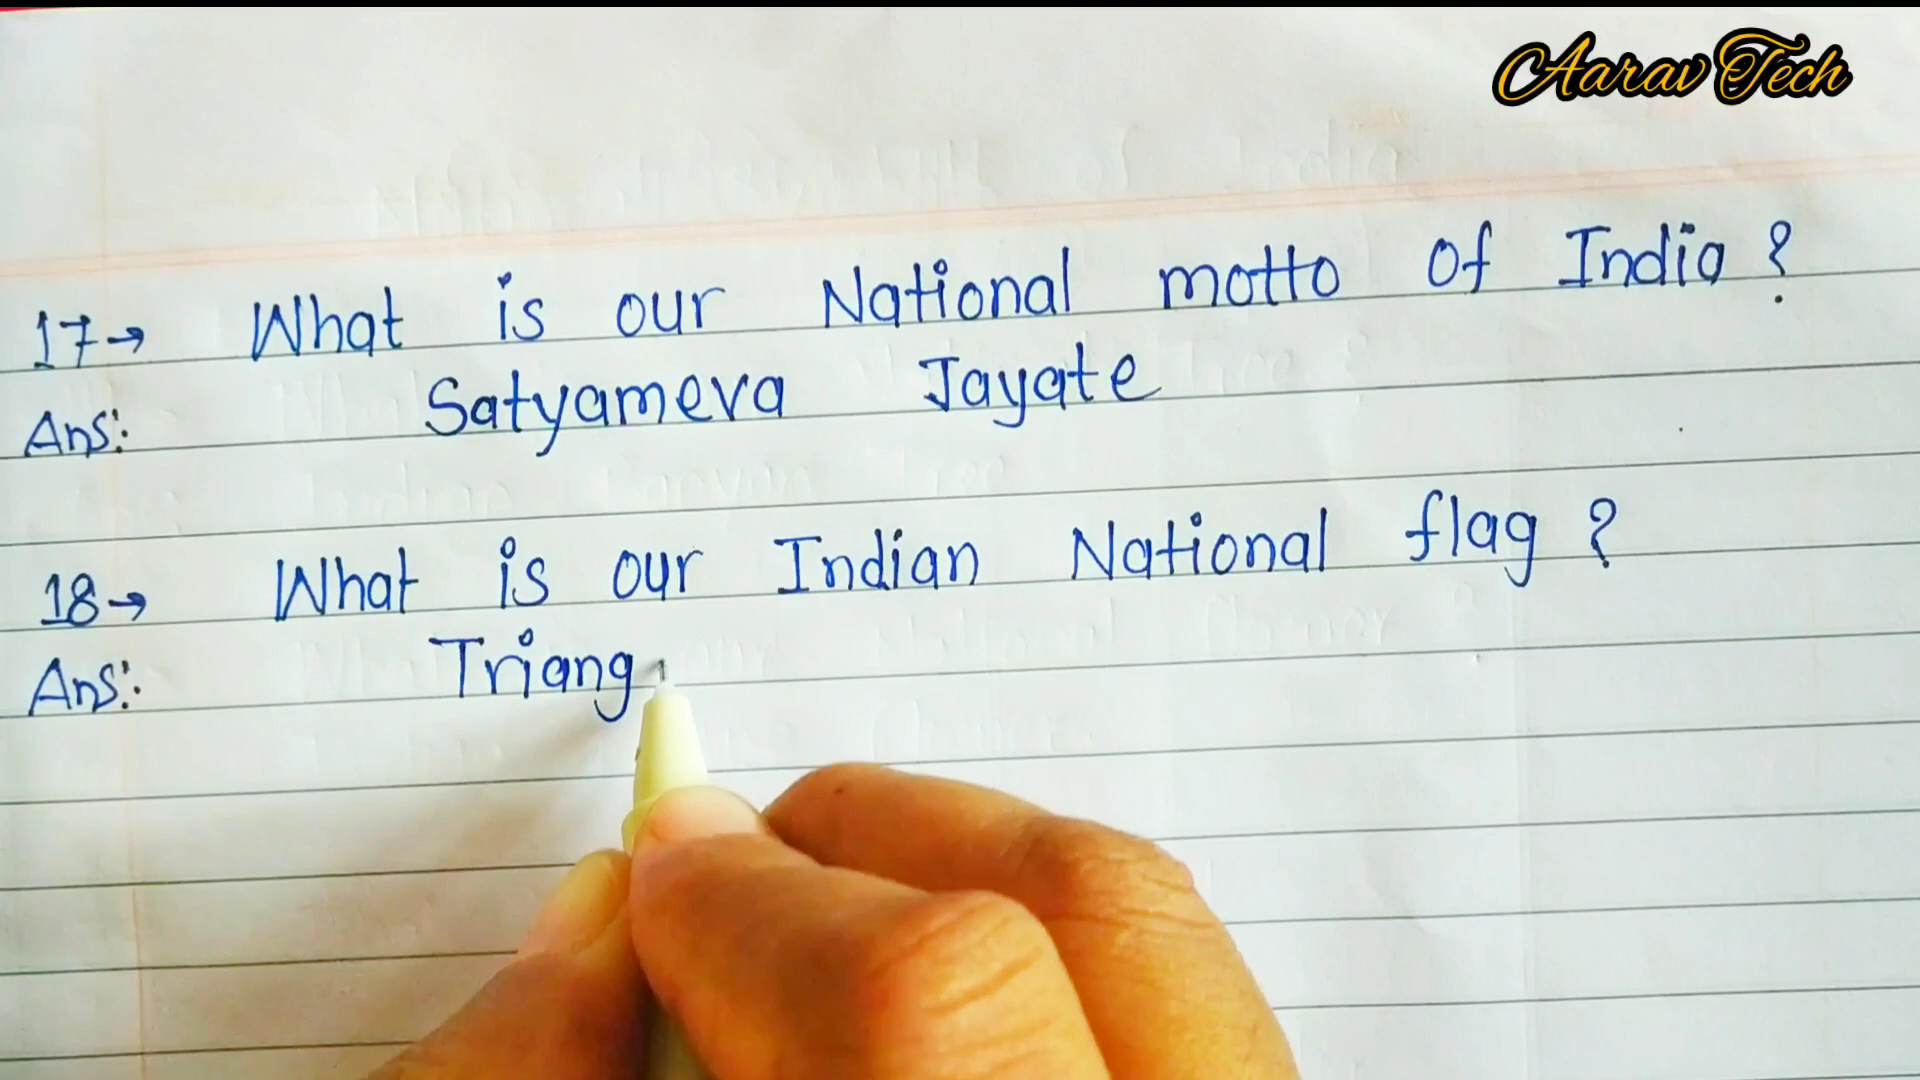 Aarav Tech
17→ What is our National motto of India?
Ans: Satyameva Jayate
18→ What is our Indian National flag?
Ans: Triang